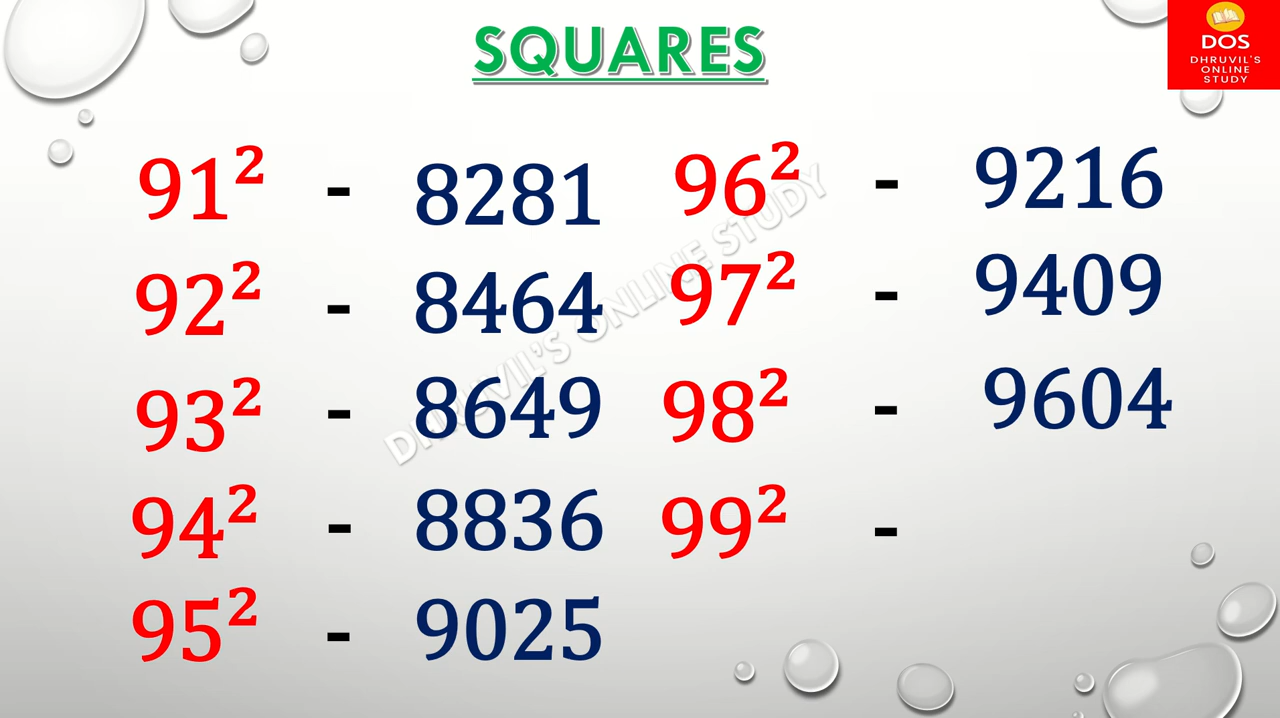 SQUARES
DOS
DHRUVIL'S
ONLINE
STUDY
91² - 8281
92² - 8464
93² - 8649
94² - 8836
95² - 9025
96² - 9216
97² - 9409
98² - 9604
99² -
DHRUVIL'S ONLINE STUDY